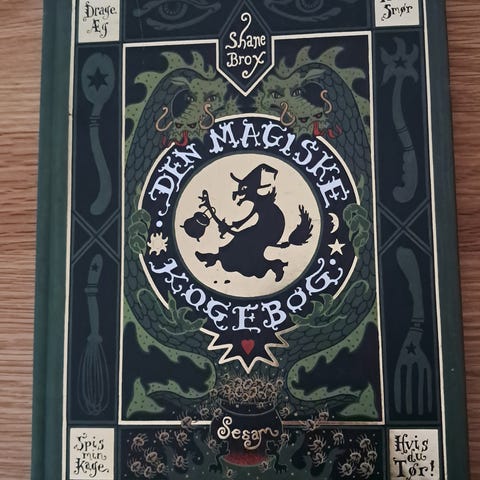 Drage
Æg
Smør
Shane
Brox
DEN MAGISKE
KOGEBOG
Sesam
Spis
min
Kage.
Hvis
du
Tør!